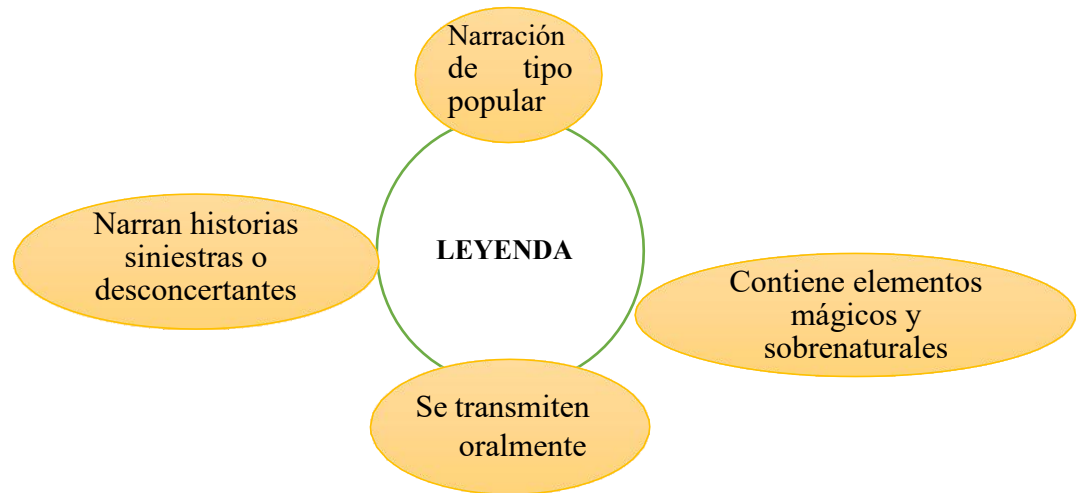 Narración
de tipo
popular
Narran historias
siniestras o
desconcertantes
LEYENDA
Contiene elementos
mágicos y
sobrenaturales
Se transmiten
oralmente